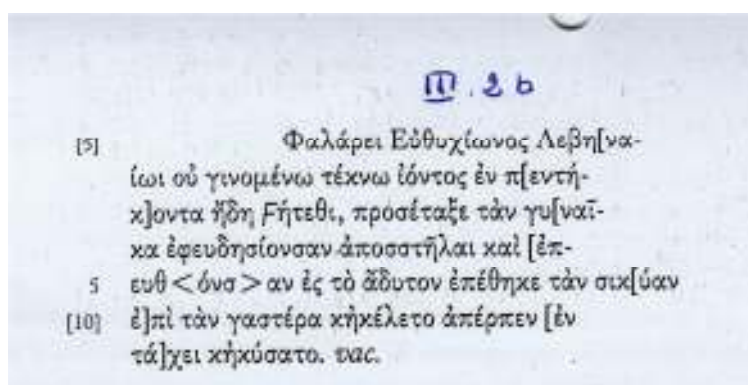 III.2b
[5] Φαλάρει Εὐθυχίωνος Λεβη[να-
ίωι οὐ γινομένω τέκνω ἰόντος ἐν π[εντή-
κ]οντα ἤδη Ϝήτεθι, προσέταξε τὰν γυ[ναῖ-
κα ἐφευδησίονσαν ἀποσστῆλαι καὶ [ἐπ-
5 ευθ<όνσ>αν ἐς τὸ ἄδυτον ἐπέθηκε τὰν σικ[ύαν
[10] ἐ]πὶ τὰν γαστέρα κἠκέλετο ἀπέρπεν [ἐν
τά]χει κἠκύσατο. vac.